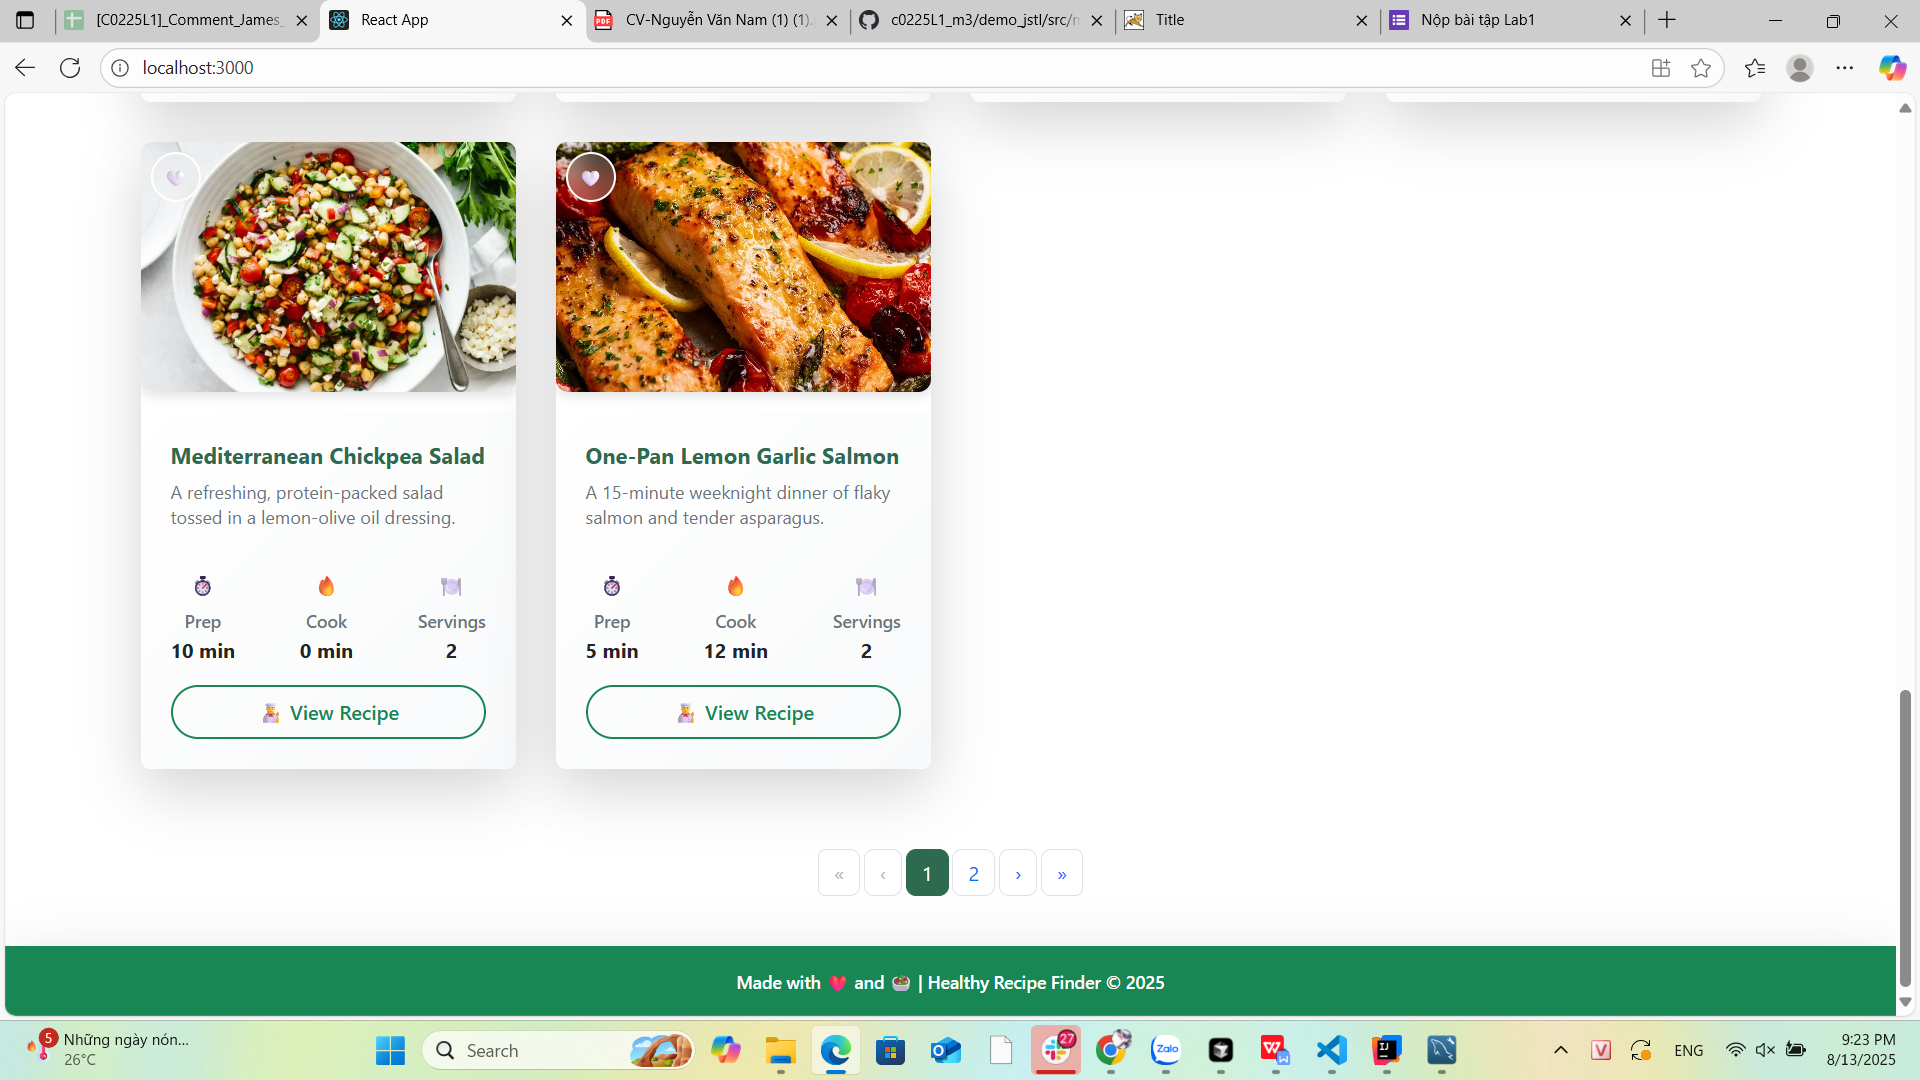 [C0225L1]_Comment_James_
React App
CV-Nguyễn Văn Nam (1) (1).
c0225L1_m3/demo_jstl/src/m
Title
Nộp bài tập Lab1
localhost:3000
Mediterranean Chickpea Salad
A refreshing, protein-packed salad
tossed in a lemon-olive oil dressing.
Prep
Cook
Servings
10 min
0 min
2
View Recipe
One-Pan Lemon Garlic Salmon
A 15-minute weeknight dinner of flaky
salmon and tender asparagus.
Prep
Cook
Servings
5 min
12 min
2
View Recipe
« ‹ 1 2 › »
Made with ❤️ and 🥗 | Healthy Recipe Finder © 2025
5
Những ngày nón...
26°C
Search
27
Zalo
ENG
9:23 PM
8/13/2025